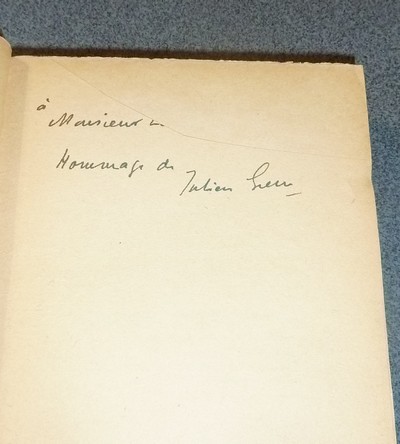 à
Monsieur
Hommage de
Julien Green